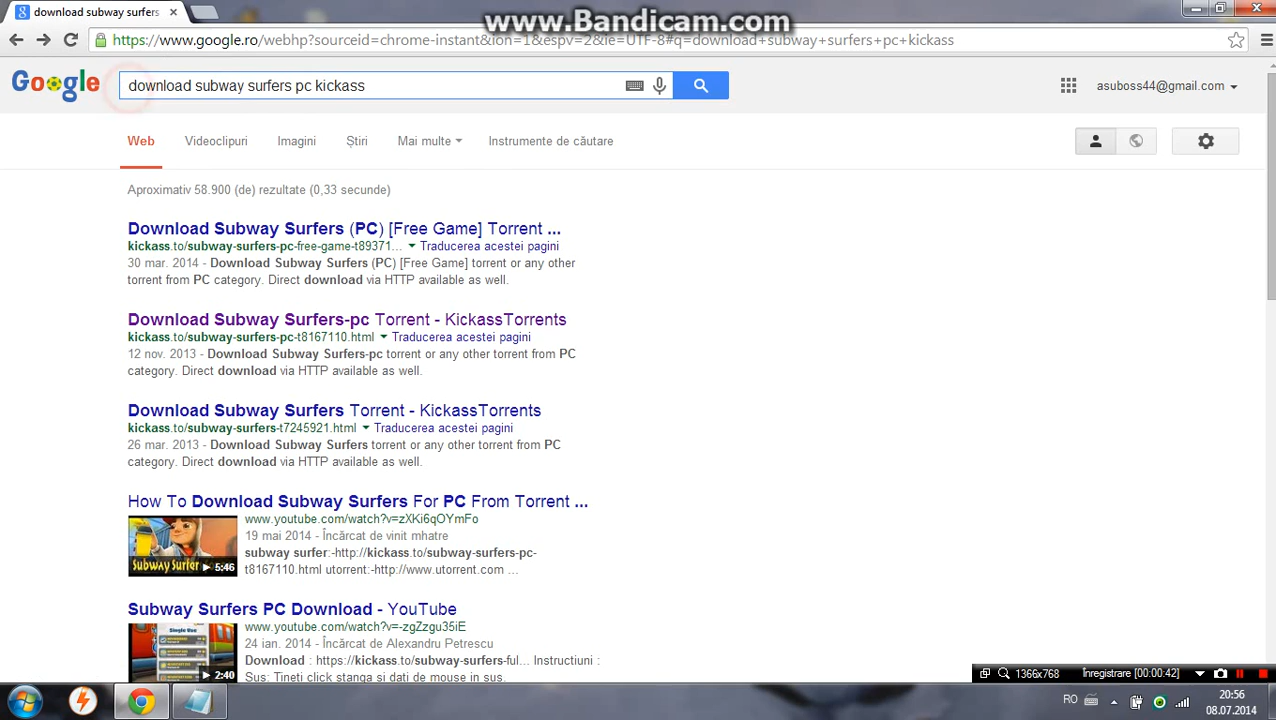 www.Bandicam.com
download subway surfers
https://www.google.ro/webhp?sourceid=chrome-instant&ion=1&espv=2&ie=UTF-8#q=download+subway+surfers+pc+kickass
Google
download subway surfers pc kickass
asuboss44@gmail.com
Web Videoclipuri Imagini Știri Mai multe Instrumente de căutare
Aproximativ 58.900 (de) rezultate (0,33 secunde)
Download Subway Surfers (PC) [Free Game] Torrent ...
kickass.to/subway-surfers-pc-free-game-t89371... Traducerea acestei pagini
30 mar. 2014 - Download Subway Surfers (PC) [Free Game] torrent or any other
torrent from PC category. Direct download via HTTP available as well.
Download Subway Surfers-pc Torrent - KickassTorrents
kickass.to/subway-surfers-pc-t8167110.html Traducerea acestei pagini
12 nov. 2013 - Download Subway Surfers-pc torrent or any other torrent from PC
category. Direct download via HTTP available as well.
Download Subway Surfers Torrent - KickassTorrents
kickass.to/subway-surfers-t7245921.html Traducerea acestei pagini
26 mar. 2013 - Download Subway Surfers torrent or any other torrent from PC
category. Direct download via HTTP available as well.
How To Download Subway Surfers For PC From Torrent ...
www.youtube.com/watch?v=zXKi6qOYmFo
19 mai 2014 - Încărcat de vinit mhatre
subway surfer:-http://kickass.to/subway-surfers-pc-
t8167110.html utorrent:-http://www.utorrent.com ...
Subway Surfer
5:46
Subway Surfers PC Download - YouTube
www.youtube.com/watch?v=-zgZzgu35iE
24 ian. 2014 - Încărcat de Alexandru Petrescu
Download : https://kickass.to/subway-surfers-ful... Instructiuni :
Sus: Tineti click stanga si dati de mouse in sus.
2:40
1366x768 Înregistrare [00:00:42]
RO
20:56
08.07.2014